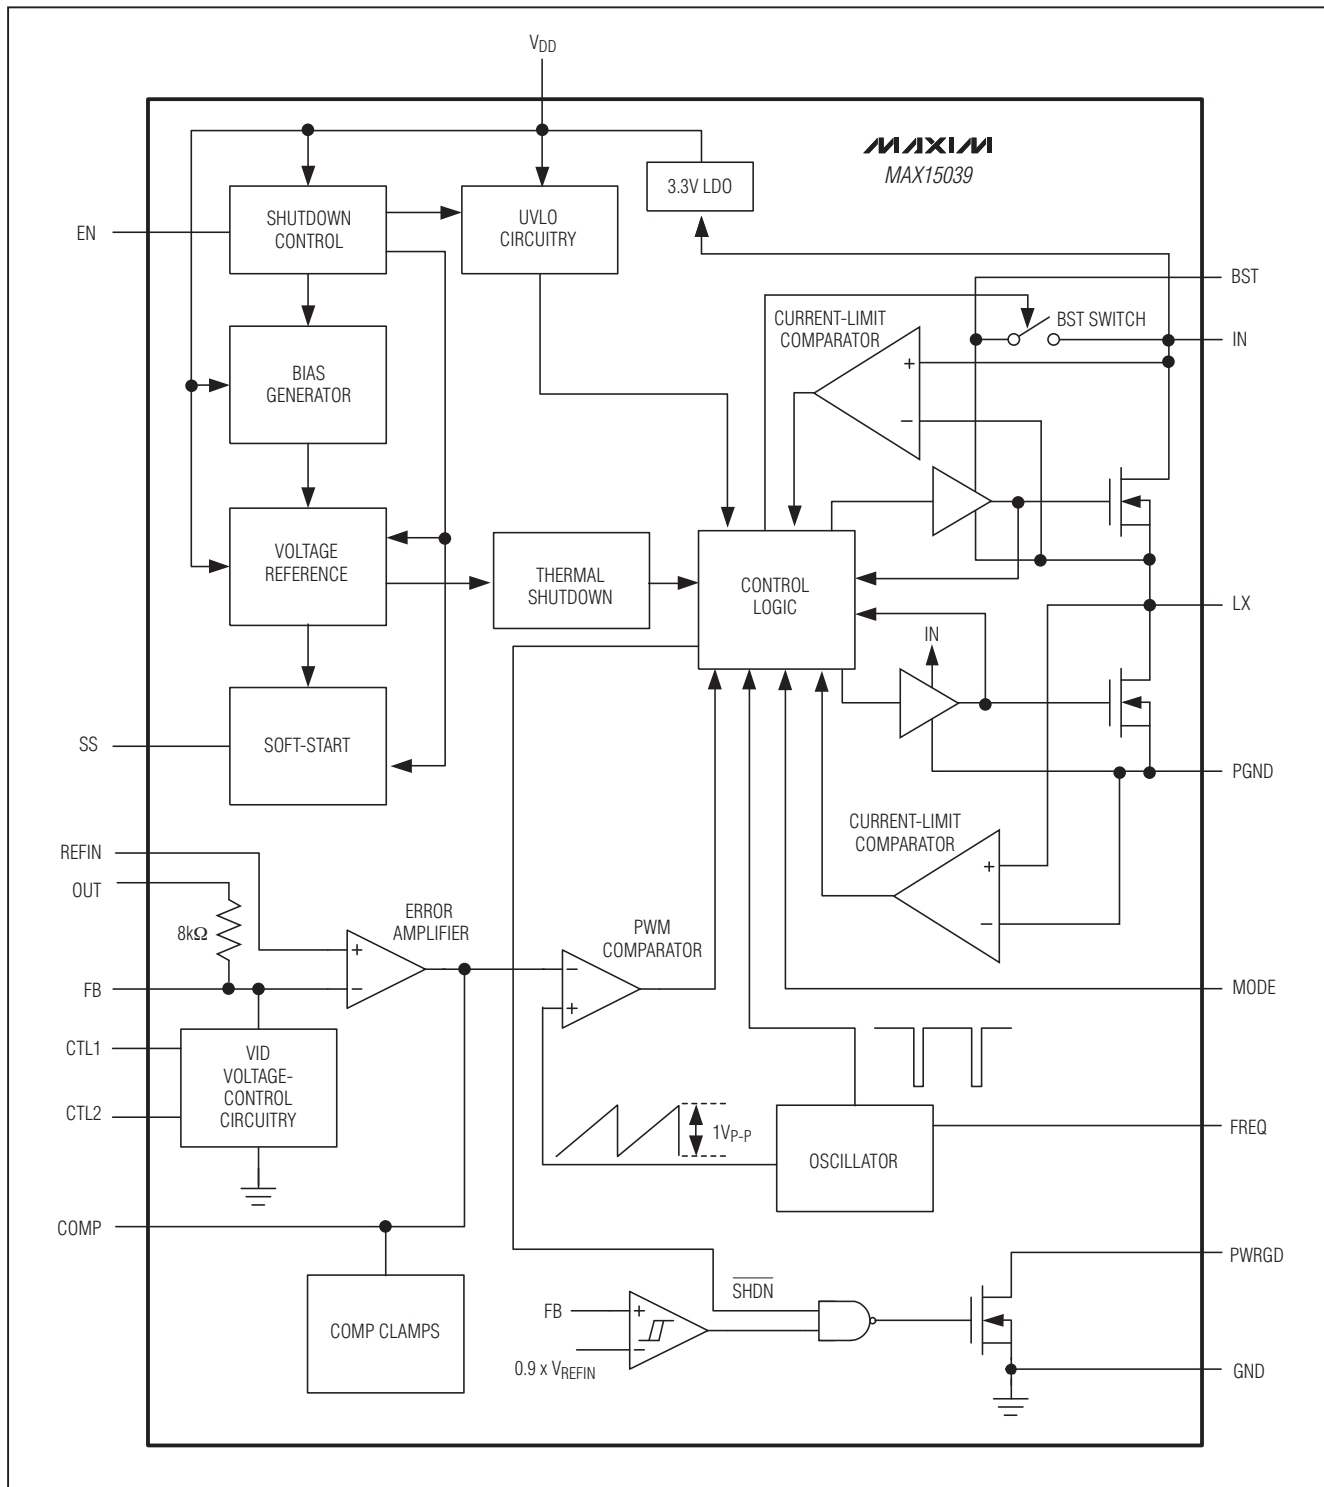 VDD
MAXIM
MAX15039
3.3V LDO
SHUTDOWN
CONTROL
UVLO
CIRCUITRY
EN
BST
BST SWITCH
CURRENT-LIMIT
COMPARATOR
+
−
IN
BIAS
GENERATOR
VOLTAGE
REFERENCE
THERMAL
SHUTDOWN
CONTROL
LOGIC
LX
IN
SS
SOFT-START
PGND
CURRENT-LIMIT
COMPARATOR
+
−
REFIN
OUT
8kΩ
ERROR
AMPLIFIER
+
−
PWM
COMPARATOR
−
+
FB
MODE
CTL1
CTL2
VID
VOLTAGE-
CONTROL
CIRCUITRY
1VP-P
OSCILLATOR
FREQ
COMP
COMP CLAMPS
PWRGD
SHDN
FB
+
−
0.9 x VREFIN
GND